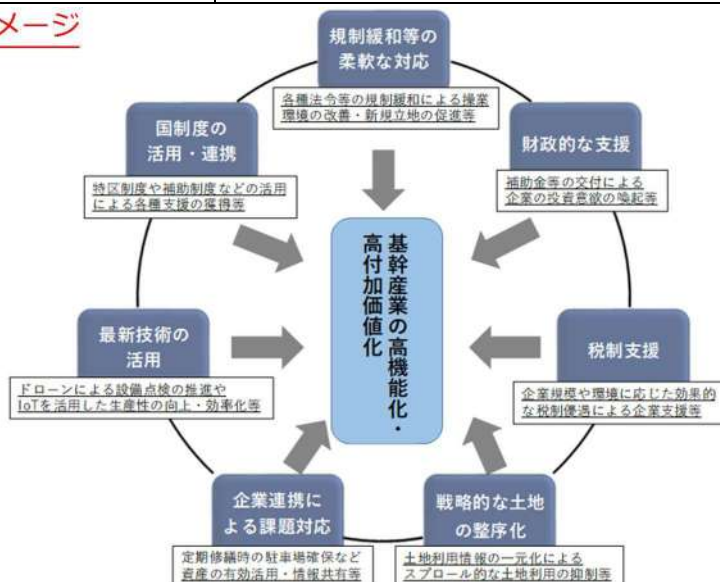 メージ
規制緩和等の
柔軟な対応
各種法令等の規制緩和による操業
環境の改善・新規立地の促進等
国制度の
活用・連携
特区制度や補助制度などの活用
による各種支援の獲得等
財政的な支援
補助金等の交付による
企業の投資意欲の喚起等
基幹産業の高機能化・
高付加価値化
最新技術の
活用
ドローンによる設備点検の推進や
IoTを活用した生産性の向上・効率化等
税制支援
企業規模や環境に応じた効果的
な税制優遇による企業支援等
企業連携に
よる課題対応
定期修繕時の駐車場確保など
資産の有効活用・情報共有等
戦略的な土地
の整序化
土地利用情報の一元化による
スプロール的な土地利用の抑制等